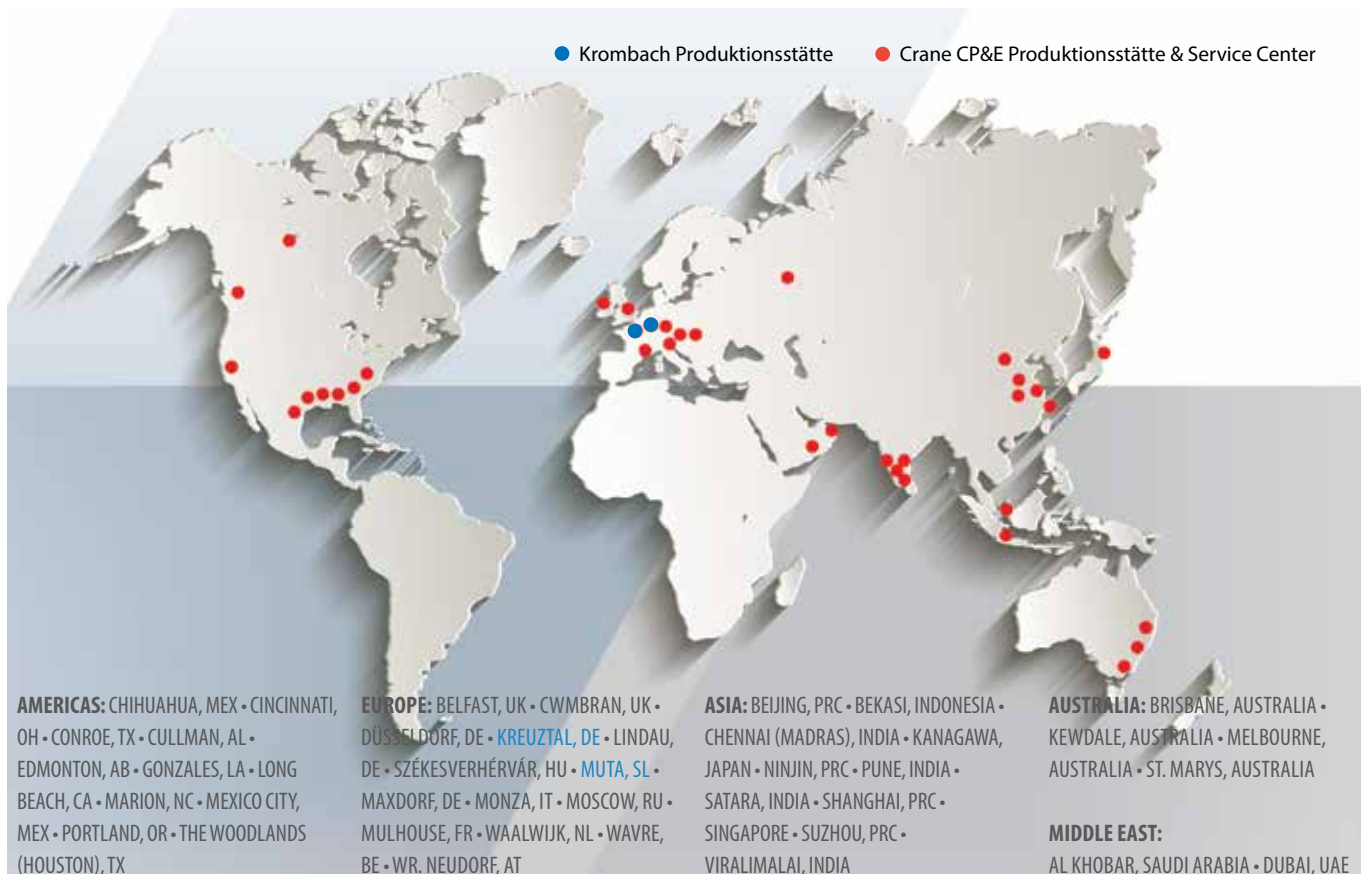 Krombach Produktionsstätte
Crane CP&E Produktionsstätte & Service Center
AMERICAS: CHIHUAHUA, MEX • CINCINNATI,
OH • CONROE, TX • CULLMAN, AL •
EDMONTON, AB • GONZALES, LA • LONG
BEACH, CA • MARION, NC • MEXICO CITY,
MEX • PORTLAND, OR • THE WOODLANDS
(HOUSTON), TX
EUROPE: BELFAST, UK • CWMBRAN, UK •
DÜSSELDORF, DE • KREUZTAL, DE • LINDAU,
DE • SZÉKESVERHÉRVÁR, HU • MUTA, SL •
MAXDORF, DE • MONZA, IT • MOSCOW, RU •
MULHOUSE, FR • WAALWIJK, NL • WAVRE,
BE • WR. NEUDORF, AT
ASIA: BEIJING, PRC • BEKASI, INDONESIA •
CHENNAI (MADRAS), INDIA • KANAGAWA,
JAPAN • NINJIN, PRC • PUNE, INDIA •
SATARA, INDIA • SHANGHAI, PRC •
SINGAPORE • SUZHOU, PRC •
VIRALIMALAI, INDIA
AUSTRALIA: BRISBANE, AUSTRALIA •
KEWDALE, AUSTRALIA • MELBOURNE,
AUSTRALIA • ST. MARYS, AUSTRALIA
MIDDLE EAST:
AL KHOBAR, SAUDI ARABIA • DUBAI, UAE